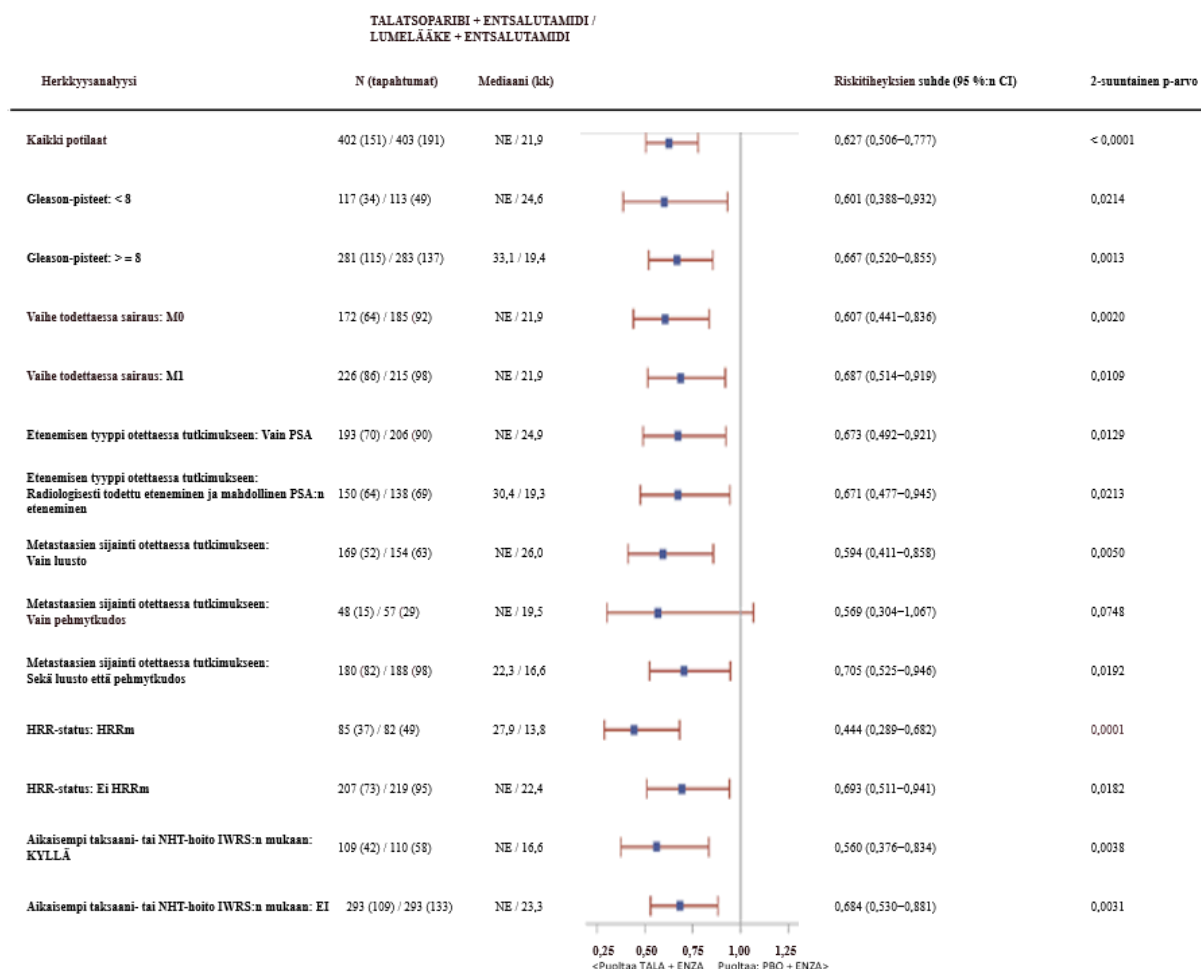 TALATSOPARIBI + ENTSALUTAMIDI /
LUMELÄÄKE + ENTSALUTAMIDI
Herkkyysanalyysi N (tapahtumat) Mediaani (kk) Riskitiheyksien suhde (95 %:n CI) 2-suuntainen p-arvo
Kaikki potilaat 402 (151) / 403 (191) NE / 21,9 0,627 (0,506–0,777) < 0,0001
Gleason-pisteet: < 8 117 (34) / 113 (49) NE / 24,6 0,601 (0,388–0,932) 0,0214
Gleason-pisteet: > = 8 281 (115) / 283 (137) 33,1 / 19,4 0,667 (0,520–0,855) 0,0013
Vaihe todettaessa sairaus: M0 172 (64) / 185 (92) NE / 21,9 0,607 (0,441–0,836) 0,0020
Vaihe todettaessa sairaus: M1 226 (86) / 215 (98) NE / 21,9 0,687 (0,514–0,919) 0,0109
Etenemisen tyyppi otettaessa tutkimukseen: Vain PSA 193 (70) / 206 (90) NE / 24,9 0,673 (0,492–0,921) 0,0129
Etenemisen tyyppi otettaessa tutkimukseen:
Radiologisesti todettu eteneminen ja mahdollinen PSA:n 150 (64) / 138 (69) 30,4 / 19,3 0,671 (0,477–0,945) 0,0213
eteneminen
Metastaasien sijainti otettaessa tutkimukseen:
Vain luusto 169 (52) / 154 (63) NE / 26,0 0,594 (0,411–0,858) 0,0050
Metastaasien sijainti otettaessa tutkimukseen:
Vain pehmytkudos 48 (15) / 57 (29) NE / 19,5 0,569 (0,304–1,067) 0,0748
Metastaasien sijainti otettaessa tutkimukseen:
Sekä luusto että pehmytkudos 180 (82) / 188 (98) 22,3 / 16,6 0,705 (0,525–0,946) 0,0192
HRR-status: HRRm 85 (37) / 82 (49) 27,9 / 13,8 0,444 (0,289–0,682) 0,0001
HRR-status: Ei HRRm 207 (73) / 219 (95) NE / 22,4 0,693 (0,511–0,941) 0,0182
Aikaisempi taksaani- tai NHT-hoito IWRS:n mukaan:
KYLLÄ 109 (42) / 110 (58) NE / 16,6 0,560 (0,376–0,834) 0,0038
Aikaisempi taksaani- tai NHT-hoito IWRS:n mukaan: EI 293 (109) / 293 (133) NE / 23,3 0,684 (0,530–0,881) 0,0031
0,25 0,50 0,75 1,00 1,25
<Puoltaa TALA + ENZA Puoltaa: PBO + ENZA>